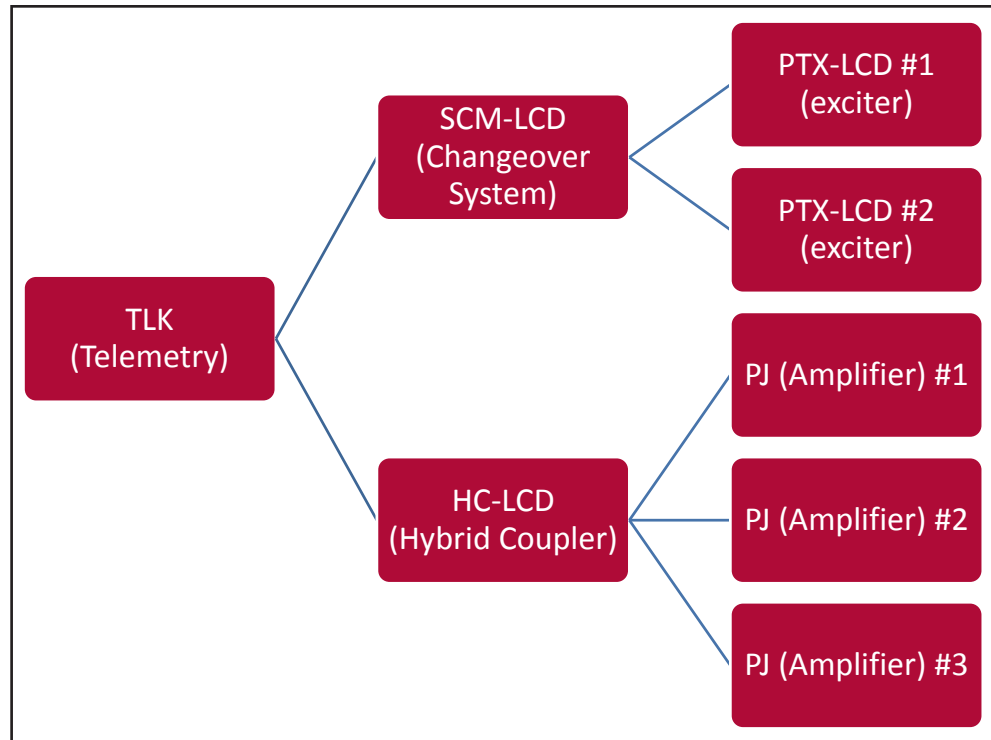 TLK
(Telemetry)
SCM-LCD
(Changeover
System)
PTX-LCD #1
(exciter)
PTX-LCD #2
(exciter)
HC-LCD
(Hybrid Coupler)
PJ (Amplifier) #1
PJ (Amplifier) #2
PJ (Amplifier) #3